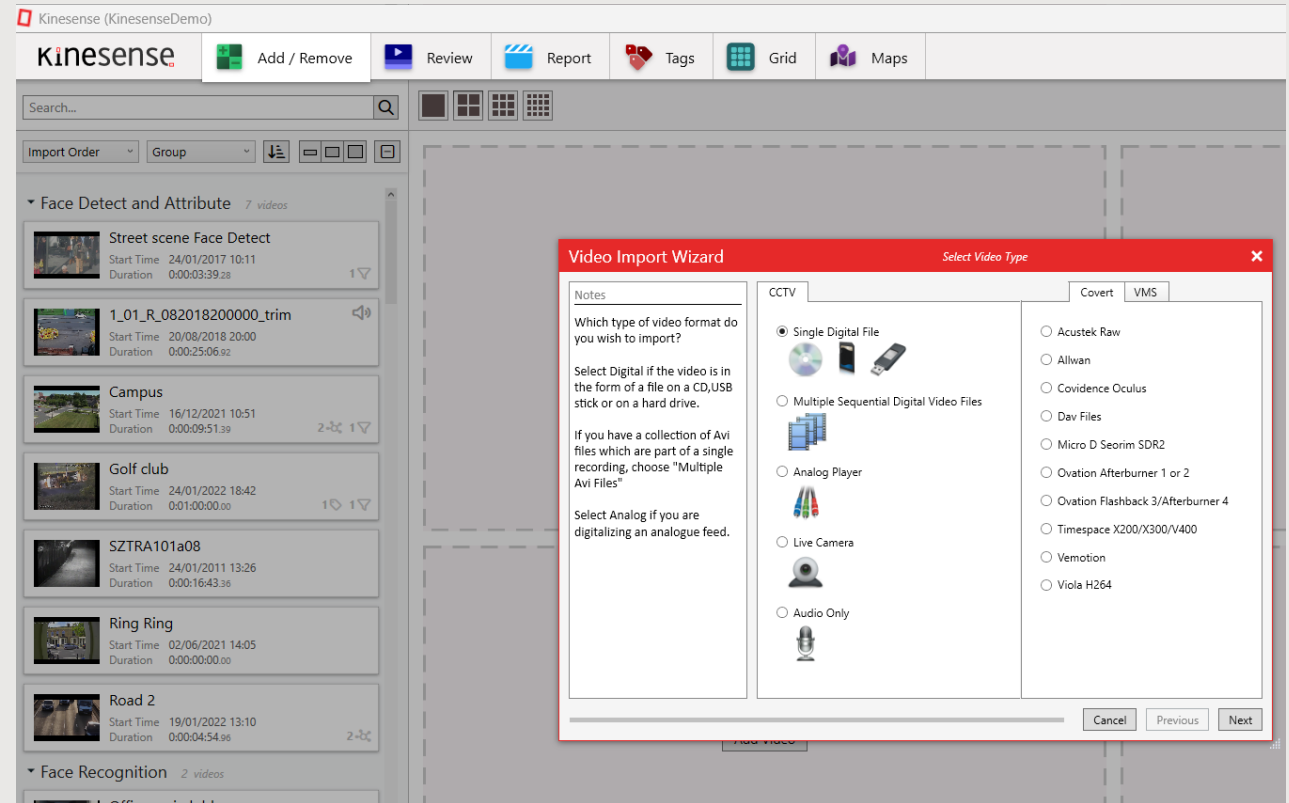 Kinesense (KinesenseDemo)
Kinesense
Add / Remove
Review
Report
Tags
Grid
Maps
Search...
Import Order
Group
Face Detect and Attribute 7 videos
Street scene Face Detect
Start Time 24/01/2017 10:11
Duration 0:00:03:39.28
1
1_01_R_082018200000_trim
Start Time 20/08/2018 20:00
Duration 0:00:25:06.92
Campus
Start Time 16/12/2021 10:51
Duration 0:00:09:51.39
2 1
Golf club
Start Time 24/01/2022 18:42
Duration 0:01:00:00.00
1 1
SZTRA101a08
Start Time 24/01/2011 13:26
Duration 0:00:16:43.36
Ring Ring
Start Time 02/06/2021 14:05
Duration 0:00:00:00.00
Road 2
Start Time 19/01/2022 13:10
Duration 0:00:04:54.96
2
Face Recognition 2 videos
Video Import Wizard
Select Video Type
Notes
Which type of video format do
you wish to import?
Select Digital if the video is in
the form of a file on a CD,USB
stick or on a hard drive.
If you have a collection of Avi
files which are part of a single
recording, choose "Multiple
Avi Files"
Select Analog if you are
digitalizing an analogue feed.
CCTV
Single Digital File
Multiple Sequential Digital Video Files
Analog Player
Live Camera
Audio Only
Covert
VMS
Acustek Raw
Allwan
Covidence Oculus
Dav Files
Micro D Seorim SDR2
Ovation Afterburner 1 or 2
Ovation Flashback 3/Afterburner 4
Timespace X200/X300/V400
Vemotion
Viola H264
Cancel
Previous
Next
Add Video